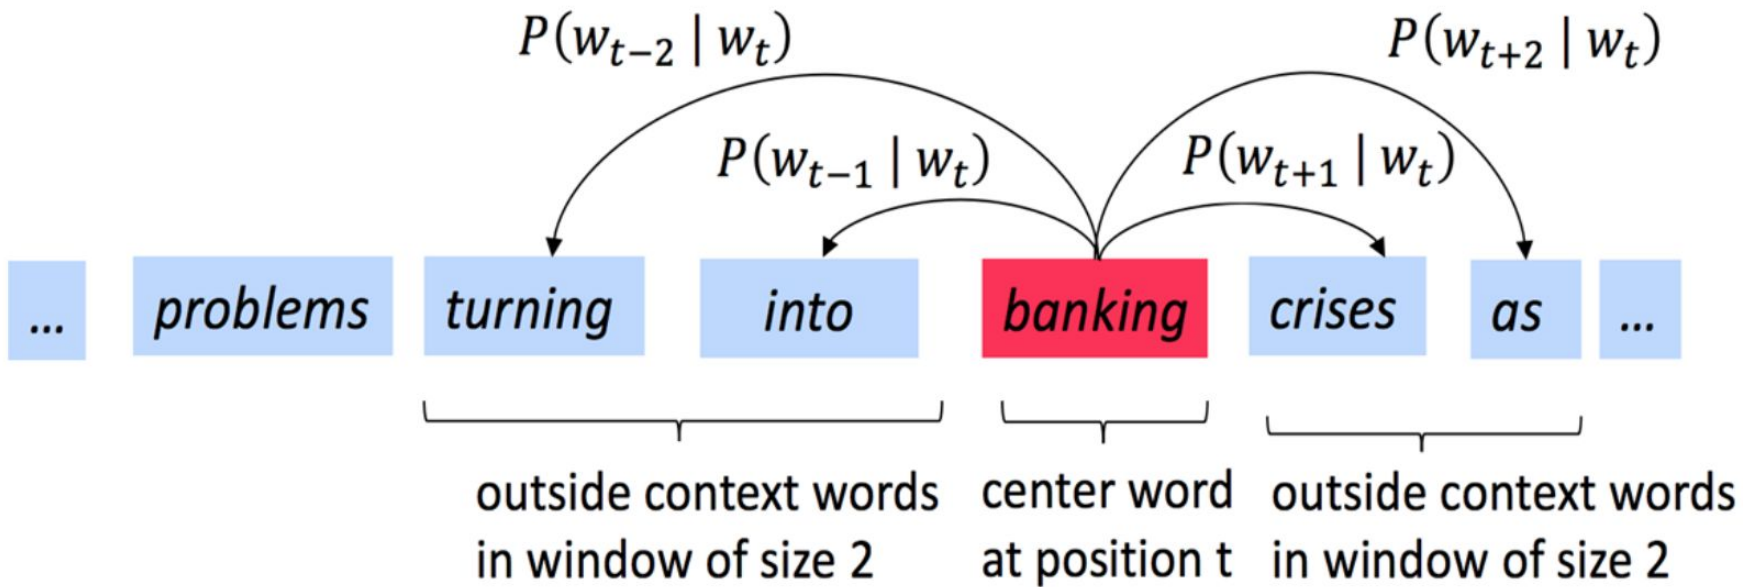 P(w_{t−2} | w_t) P(w_{t+2} | w_t)
P(w_{t−1} | w_t) P(w_{t+1} | w_t)
... problems turning into banking crises as ...
outside context words center word outside context words
in window of size 2 at position t in window of size 2